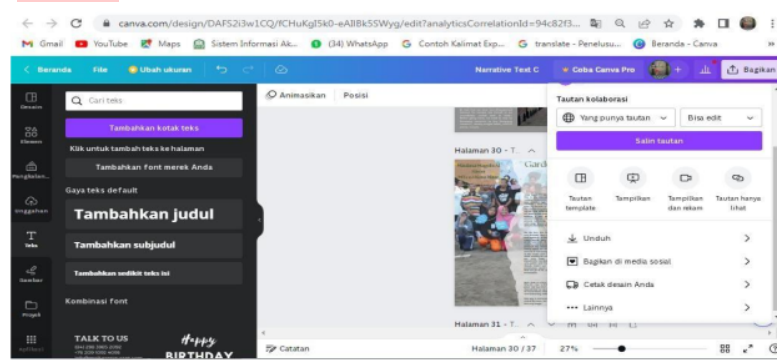 canva.com/design/DAFS2i3w1CQ/fCHuKgI5k0-eAIIBk5SWyg/edit?analyticsCorrelationId=94c82f3...
Gmail YouTube Maps Sistem Informasi Ak... (34) WhatsApp Contoh Kalimat Exp... translate - Penelusu... Beranda - Canva
Beranda File Ubah ukuran Narrative Text C Coba Canva Pro Bagikan
Desain
Elemen
Unggahan
Teks
Gambar
Projek
Cari teks
Tambahkan kotak teks
Klik untuk tambah teks ke halaman
Tambahkan font merek Anda
Gaya teks default
Tambahkan judul
Tambahkan subjudul
Tambahkan sedikit teks isi
Kombinasi font
TALK TO US
Happy
BIRTHDAY
Animasikan Posisi
Halaman 30 - T...
Gard
Halaman 31 - T...
Catatan Halaman 30 / 37 27%
Tautan kolaborasi
Yang punya tautan Bisa edit
Salin tautan
Tautan template
Tampilkan
Tampilkan dan rekam
Tautan hanya lihat
Unduh
Bagikan di media sosial
Cetak desain Anda
Lainnya